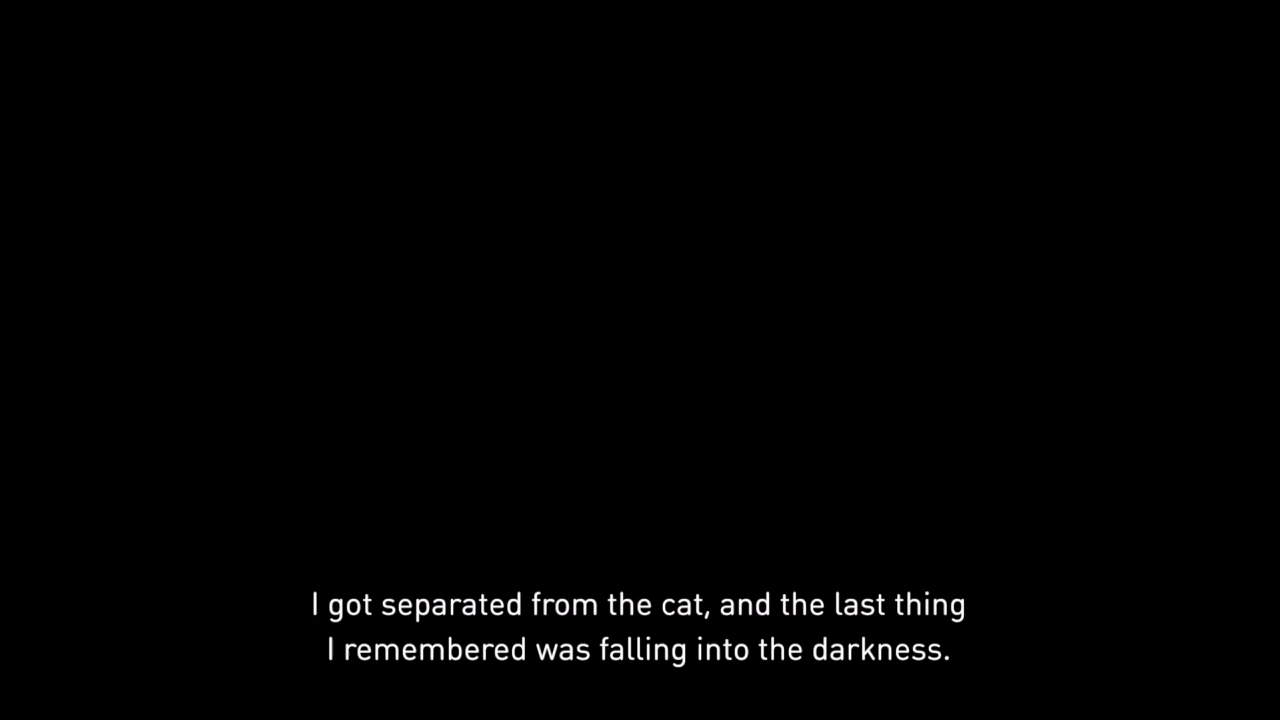 I got separated from the cat, and the last thing
I remembered was falling into the darkness.